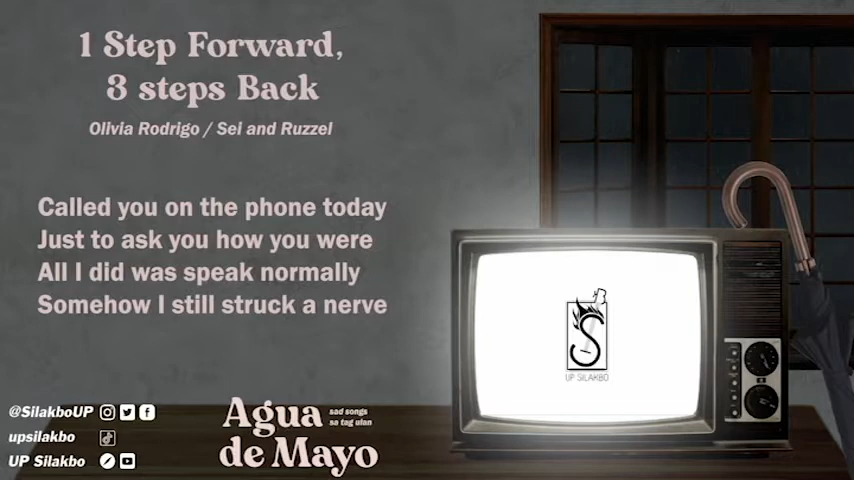 1 Step Forward,
3 steps Back
Olivia Rodrigo / Sei and Ruzzel
Called you on the phone today
Just to ask you how you were
All I did was speak normally
Somehow I still struck a nerve
S
UP SILAKBO
@SilakboUP
upsilakbo
UP Silakbo
Agua
de Mayo
sad songs
sa tag ulan